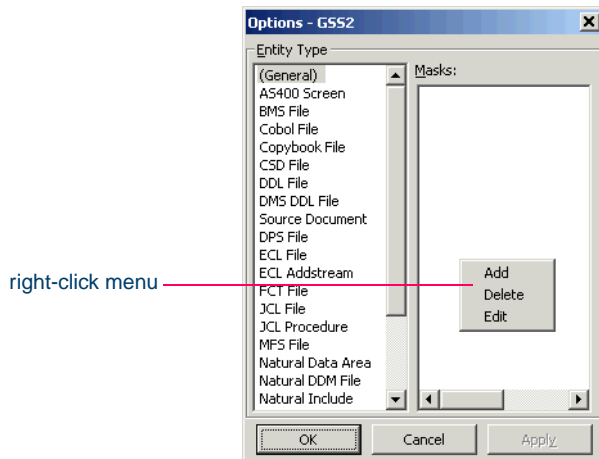 Options - GSS2
Entity Type
(General)
AS400 Screen
BMS File
Cobol File
Copybook File
CSD File
DDL File
DMS DDL File
Source Document
DPS File
ECL File
ECL Addstream
FCT File
JCL File
JCL Procedure
MFS File
Natural Data Area
Natural DDM File
Natural Include
Masks:
right-click menu
Add
Delete
Edit
OK
Cancel
Apply